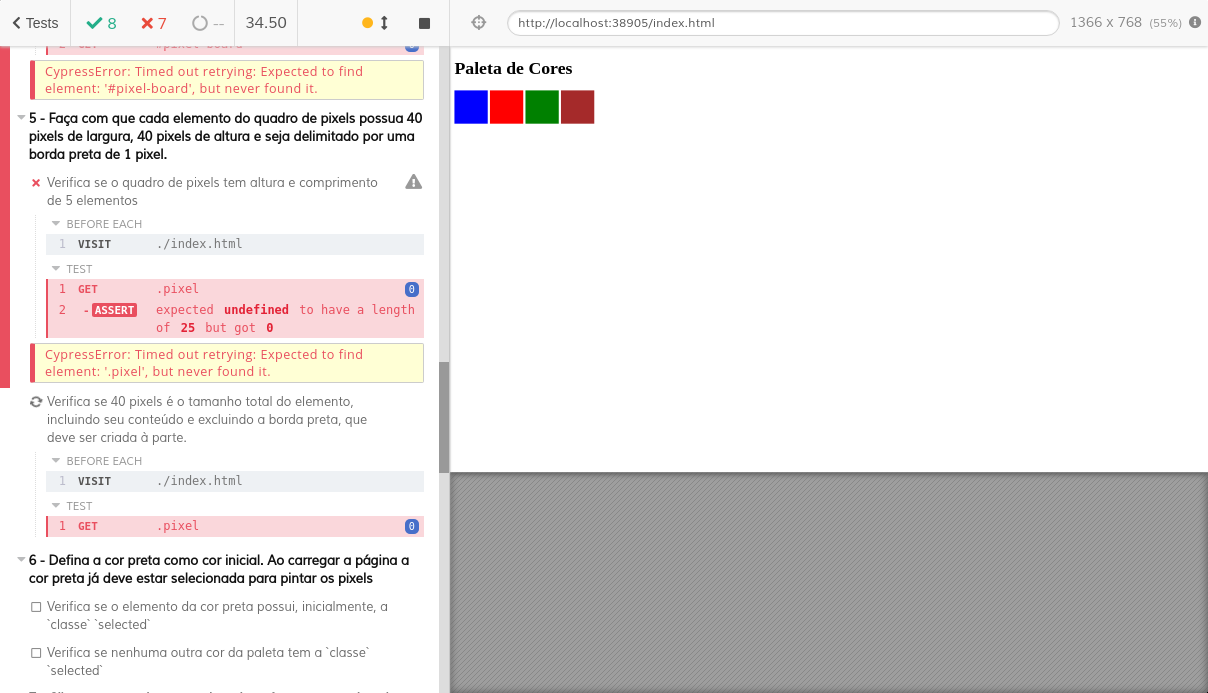 Tests
8
7
--
34.50
http://localhost:38905/index.html
1366 x 768 (55%)
2 GET #pixel-board 0
CypressError: Timed out retrying: Expected to find
element: '#pixel-board', but never found it.
5 - Faça com que cada elemento do quadro de pixels possua 40
pixels de largura, 40 pixels de altura e seja delimitado por uma
borda preta de 1 pixel.
Verifica se o quadro de pixels tem altura e comprimento
de 5 elementos
BEFORE EACH
1 VISIT ./index.html
TEST
1 GET .pixel 0
2 -ASSERT expected undefined to have a length
of 25 but got 0
CypressError: Timed out retrying: Expected to find
element: '.pixel', but never found it.
Verifica se 40 pixels é o tamanho total do elemento,
incluindo seu conteúdo e excluindo a borda preta, que
deve ser criada à parte.
BEFORE EACH
1 VISIT ./index.html
TEST
1 GET .pixel 0
6 - Defina a cor preta como cor inicial. Ao carregar a página a
cor preta já deve estar selecionada para pintar os pixels
Verifica se o elemento da cor preta possui, inicialmente, a
`classe` `selected`
Verifica se nenhuma outra cor da paleta tem a `classe`
`selected`
Paleta de Cores